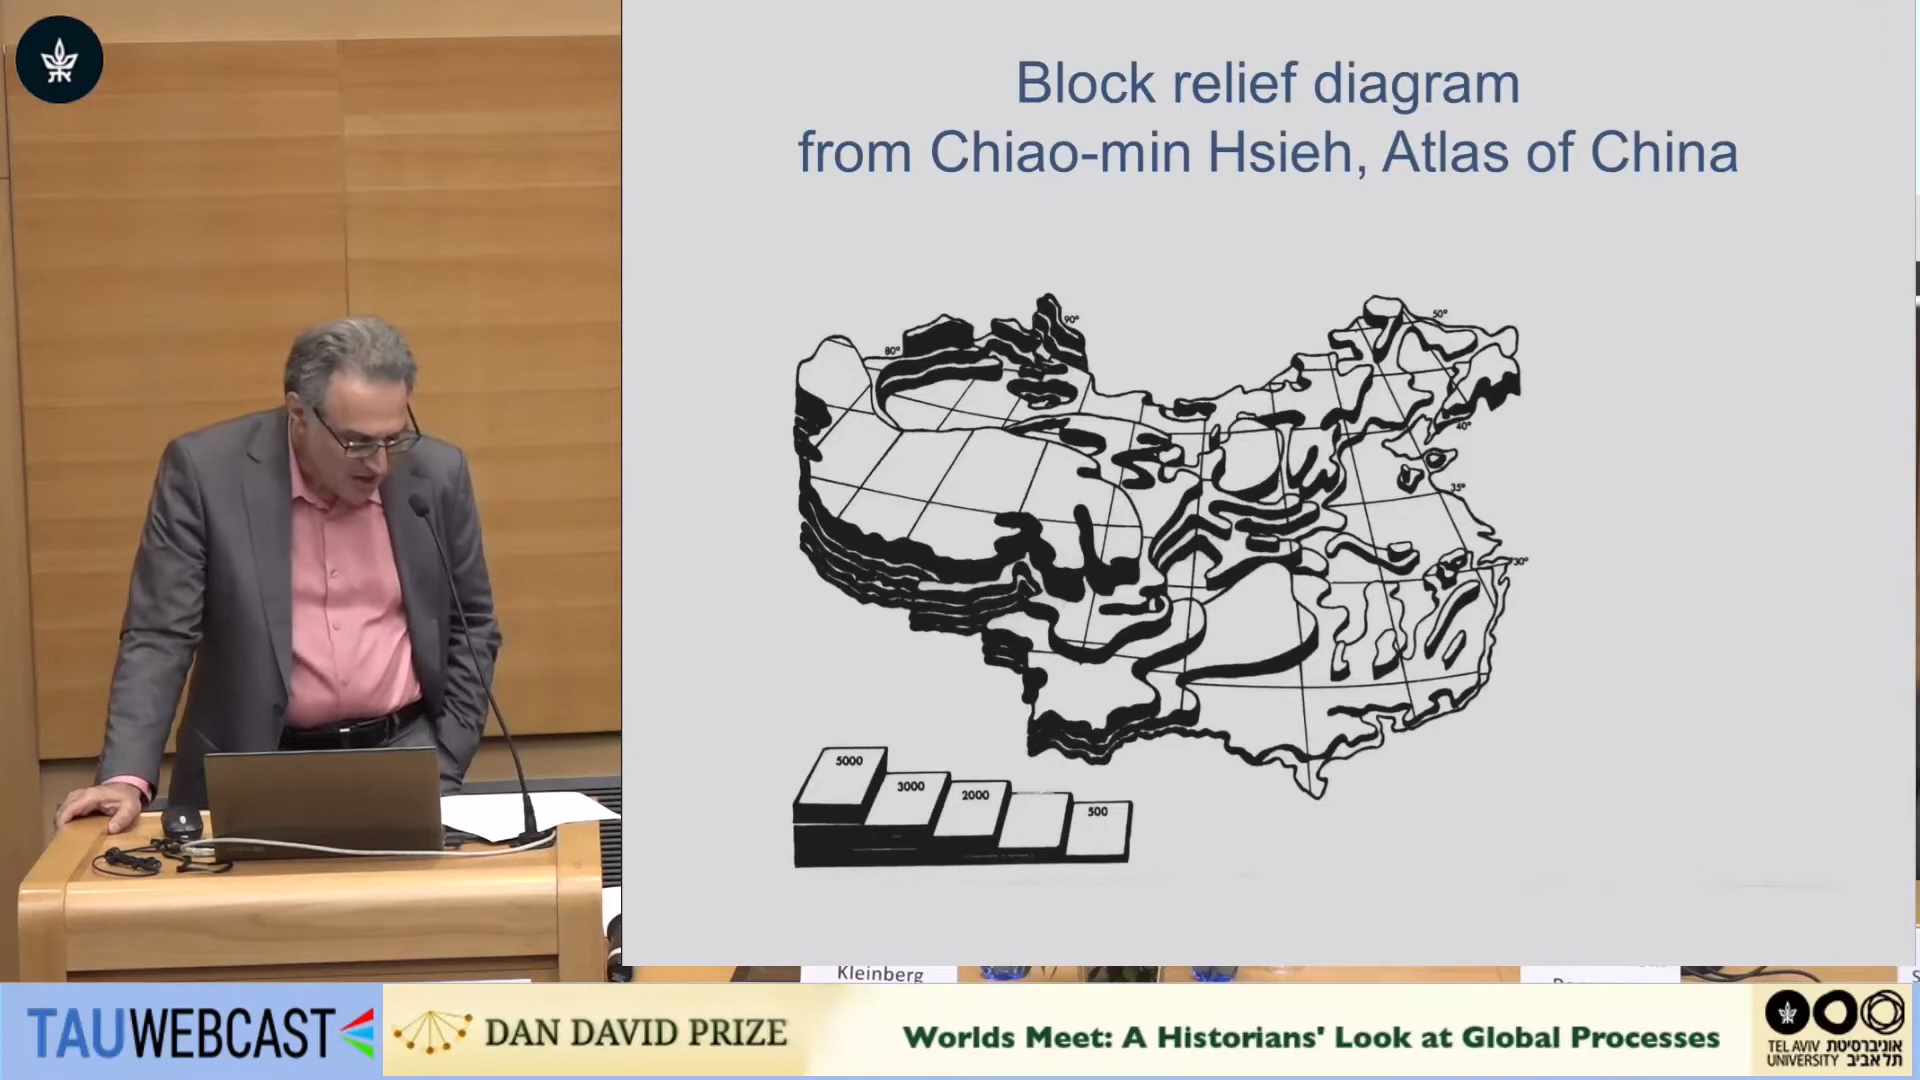 Block relief diagram
from Chiao-min Hsieh, Atlas of China
90°
80°
50°
40°
35°
30°
5000
3000
2000
500
Kleinberg
TAUWEBCAST
DAN DAVID PRIZE
Worlds Meet: A Historians' Look at Global Processes
TEL AVIV אוניברסיטת
UNIVERSITY תל אביב